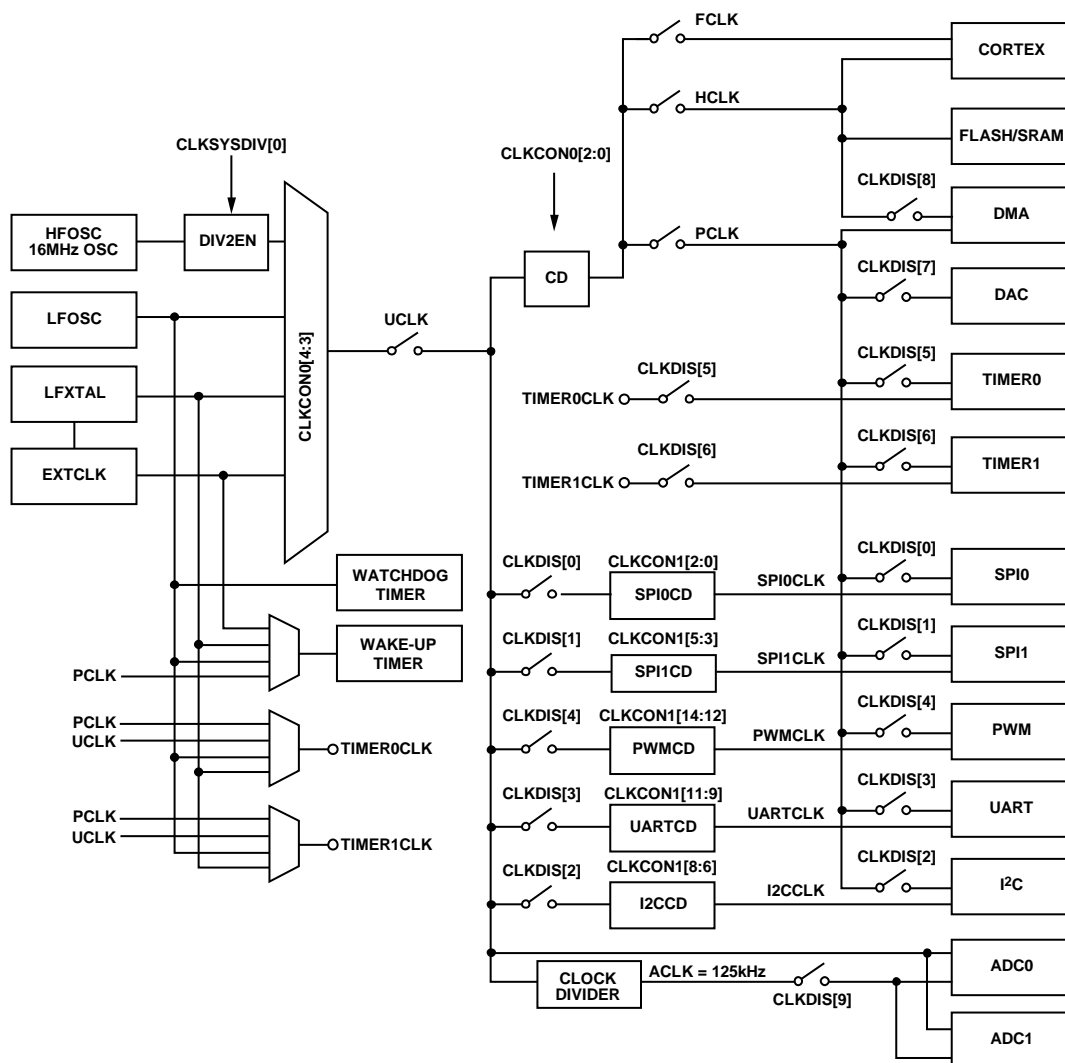 FCLK
CORTEX
HCLK
FLASH/SRAM
CLKSYSDIV[0]
CLKCON0[2:0]
CLKDIS[8]
DMA
HFOSC
16MHz OSC
DIV2EN
PCLK
CD
CLKDIS[7]
DAC
LFOSC
UCLK
CLKCON0[4:3]
CLKDIS[5]
TIMER0
CLKDIS[5]
TIMER0CLK
LFXTAL
CLKDIS[6]
TIMER1
CLKDIS[6]
TIMER1CLK
EXTCLK
WATCHDOG
TIMER
CLKDIS[0]
CLKCON1[2:0]
SPI0CD
SPI0CLK
CLKDIS[0]
SPI0
WAKE-UP
TIMER
PCLK
CLKDIS[1]
CLKCON1[5:3]
SPI1CD
SPI1CLK
CLKDIS[1]
SPI1
PCLK
UCLK
TIMER0CLK
CLKDIS[4]
CLKCON1[14:12]
PWMCD
PWMCLK
CLKDIS[4]
PWM
PCLK
UCLK
TIMER1CLK
CLKDIS[3]
CLKCON1[11:9]
UARTCD
UARTCLK
CLKDIS[3]
UART
CLKDIS[2]
CLKCON1[8:6]
I2CCD
I2CCLK
CLKDIS[2]
I2C
CLOCK
DIVIDER
ACLK = 125kHz
CLKDIS[9]
ADC0
ADC1